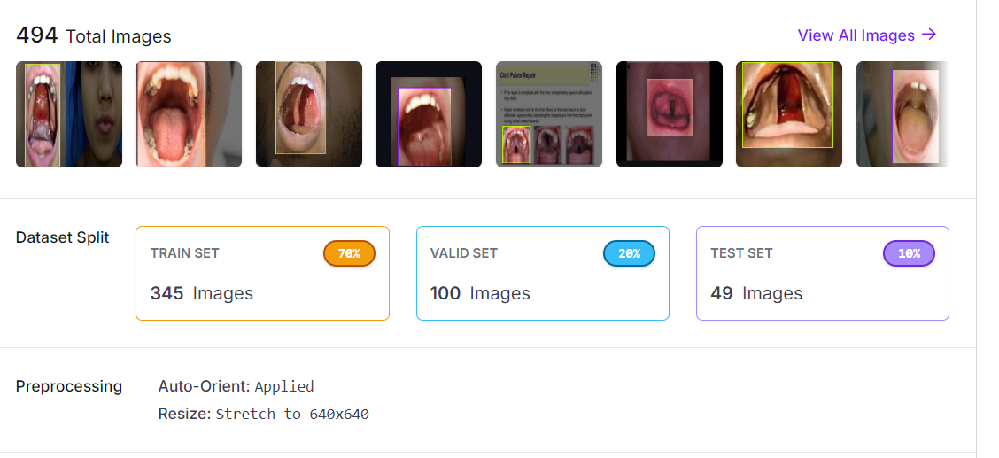 494 Total Images
View All Images →
Cleft Palate Repair
Dataset Split
TRAIN SET
70%
345 Images
VALID SET
20%
100 Images
TEST SET
10%
49 Images
Preprocessing
Auto-Orient: Applied
Resize: Stretch to 640x640